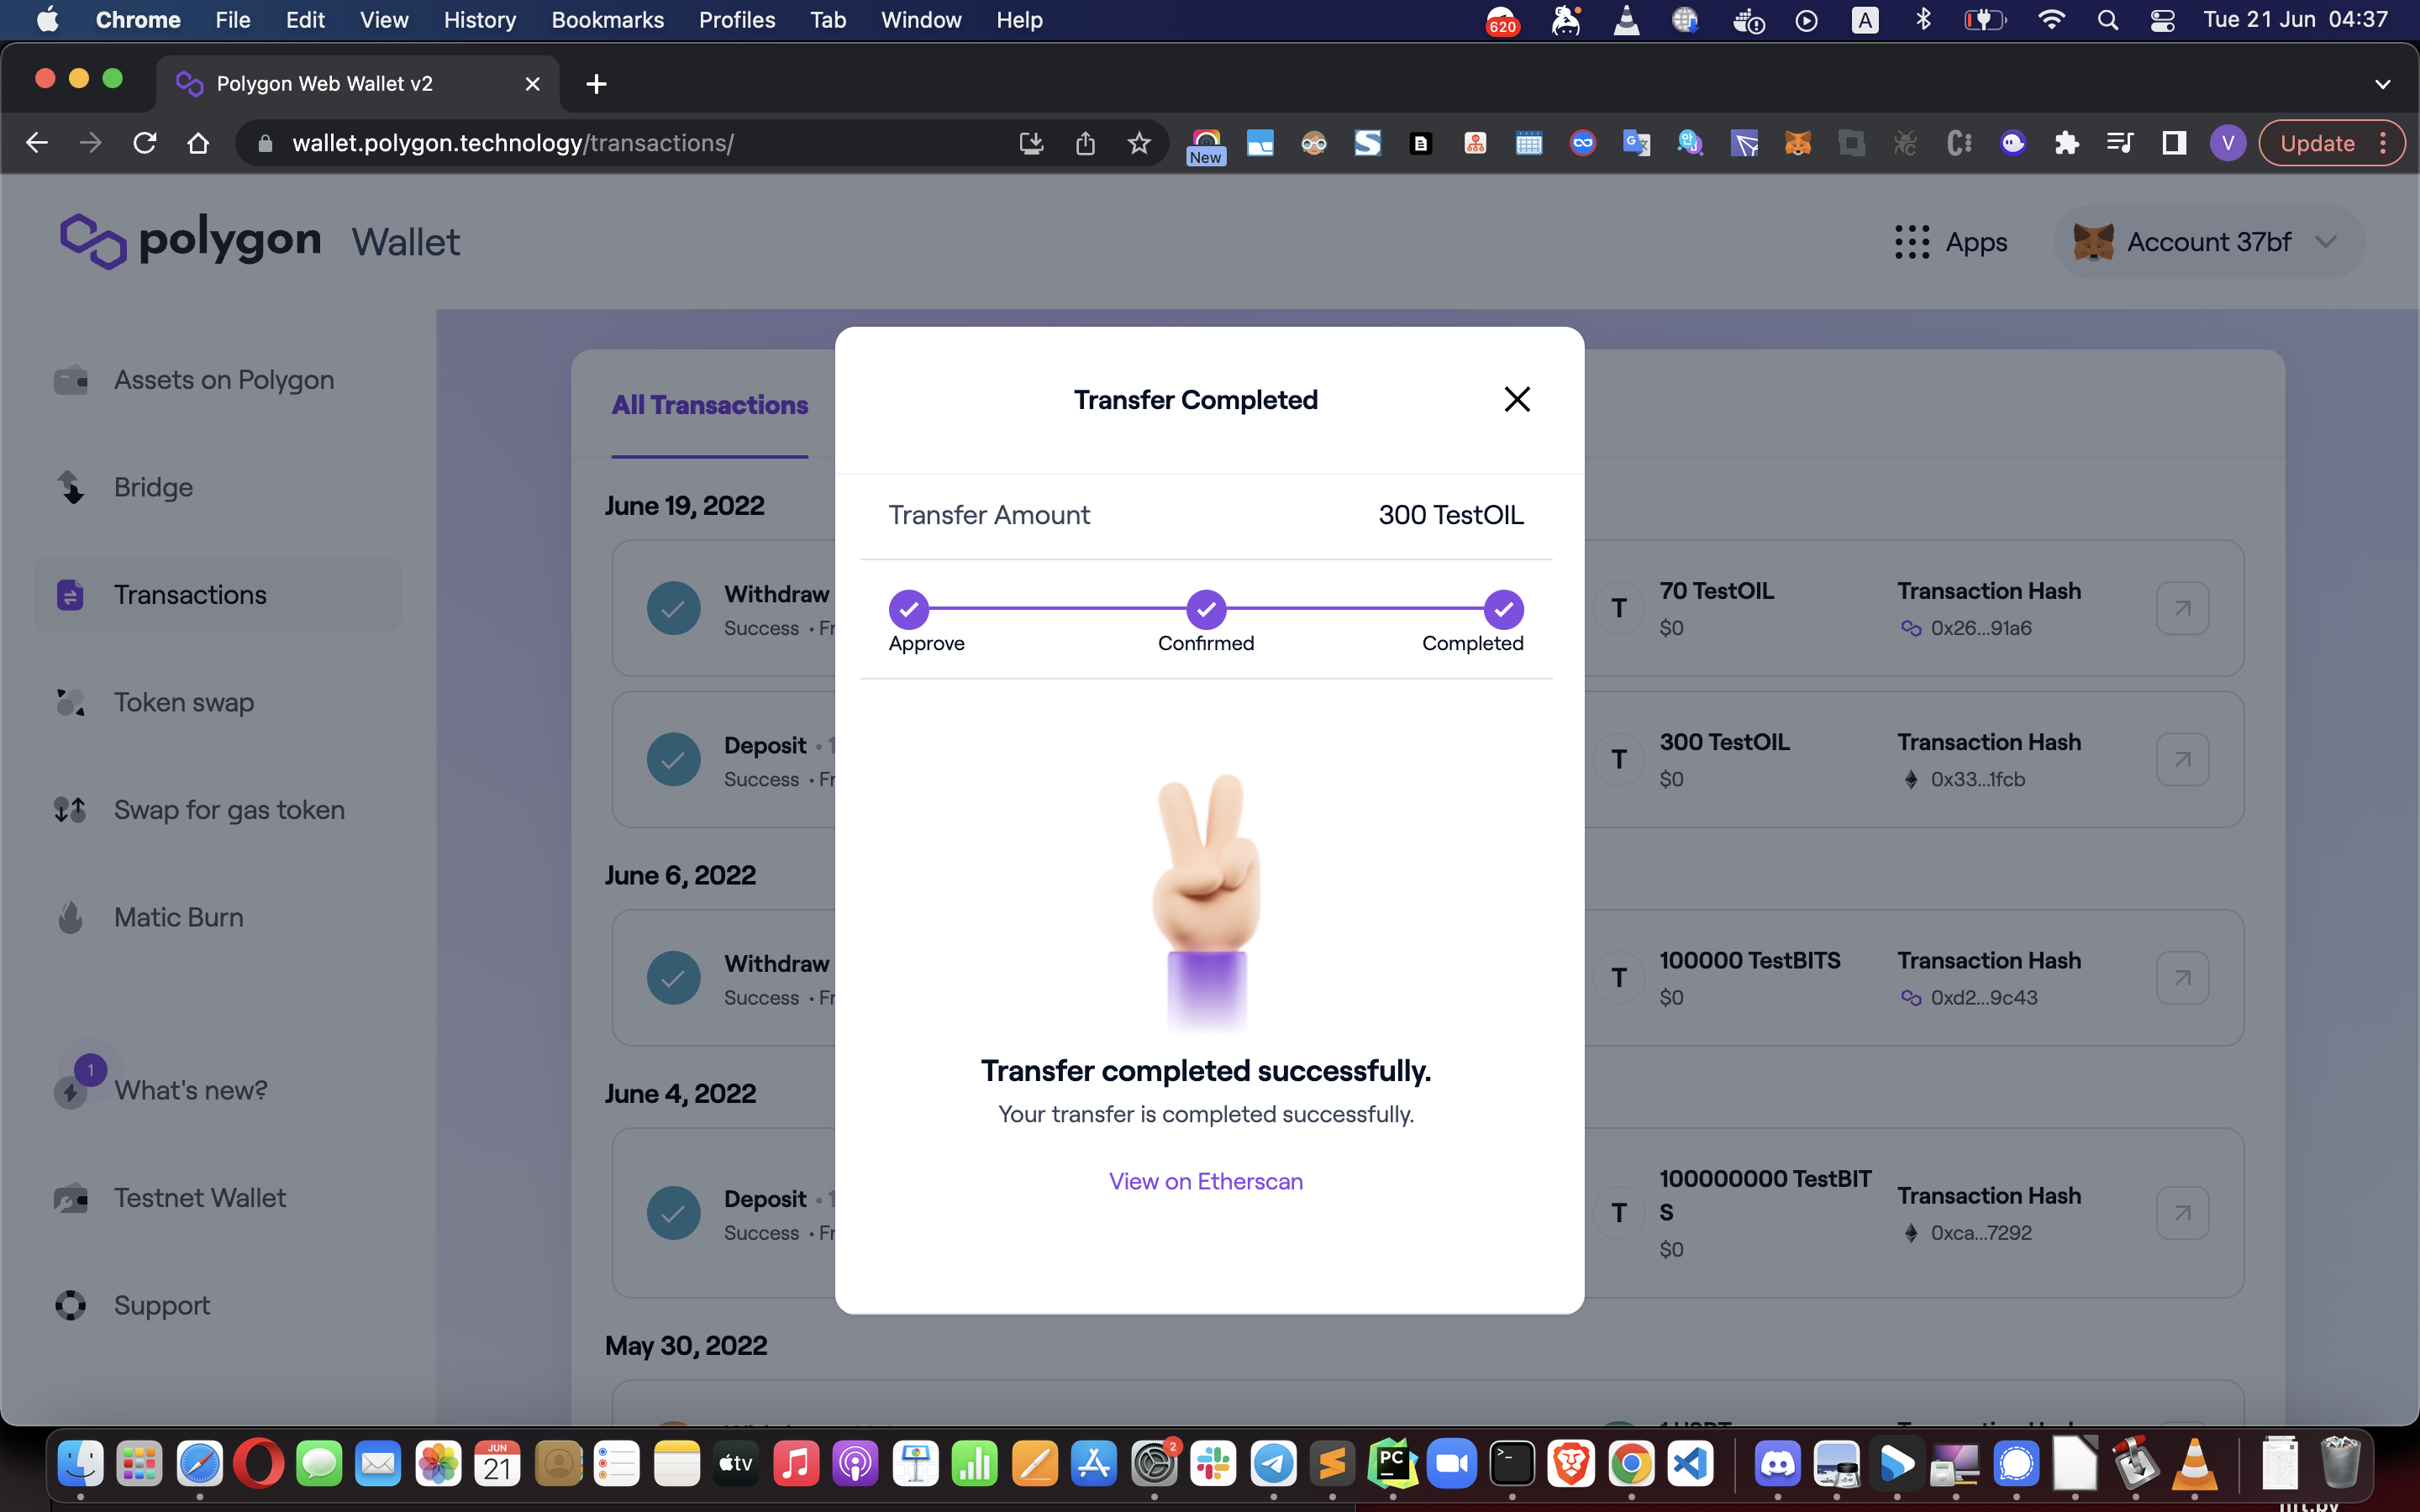 Chrome File Edit View History Bookmarks Profiles Tab Window Help 620 A Tue 21 Jun 04:37
Polygon Web Wallet v2
wallet.polygon.technology/transactions/ New V Update
polygon Wallet Apps Account 37bf
Assets on Polygon
Bridge
Transactions
Token swap
Swap for gas token
Matic Burn
1
What's new?
Testnet Wallet
Support
All Transactions
June 19, 2022
Withdraw
Success • Fr
T 70 TestOIL
$0
Transaction Hash
0x26...91a6
Deposit • 1
Success • Fr
T 300 TestOIL
$0
Transaction Hash
0x33...1fcb
June 6, 2022
Withdraw
Success • Fr
T 100000 TestBITS
$0
Transaction Hash
0xd2...9c43
June 4, 2022
Deposit • 1
Success • Fr
T 100000000 TestBIT
S
$0
Transaction Hash
0xca...7292
May 30, 2022
Transfer Completed
Transfer Amount 300 TestOIL
Approve Confirmed Completed
Transfer completed successfully.
Your transfer is completed successfully.
View on Etherscan
JUN
21
tv
2
PC